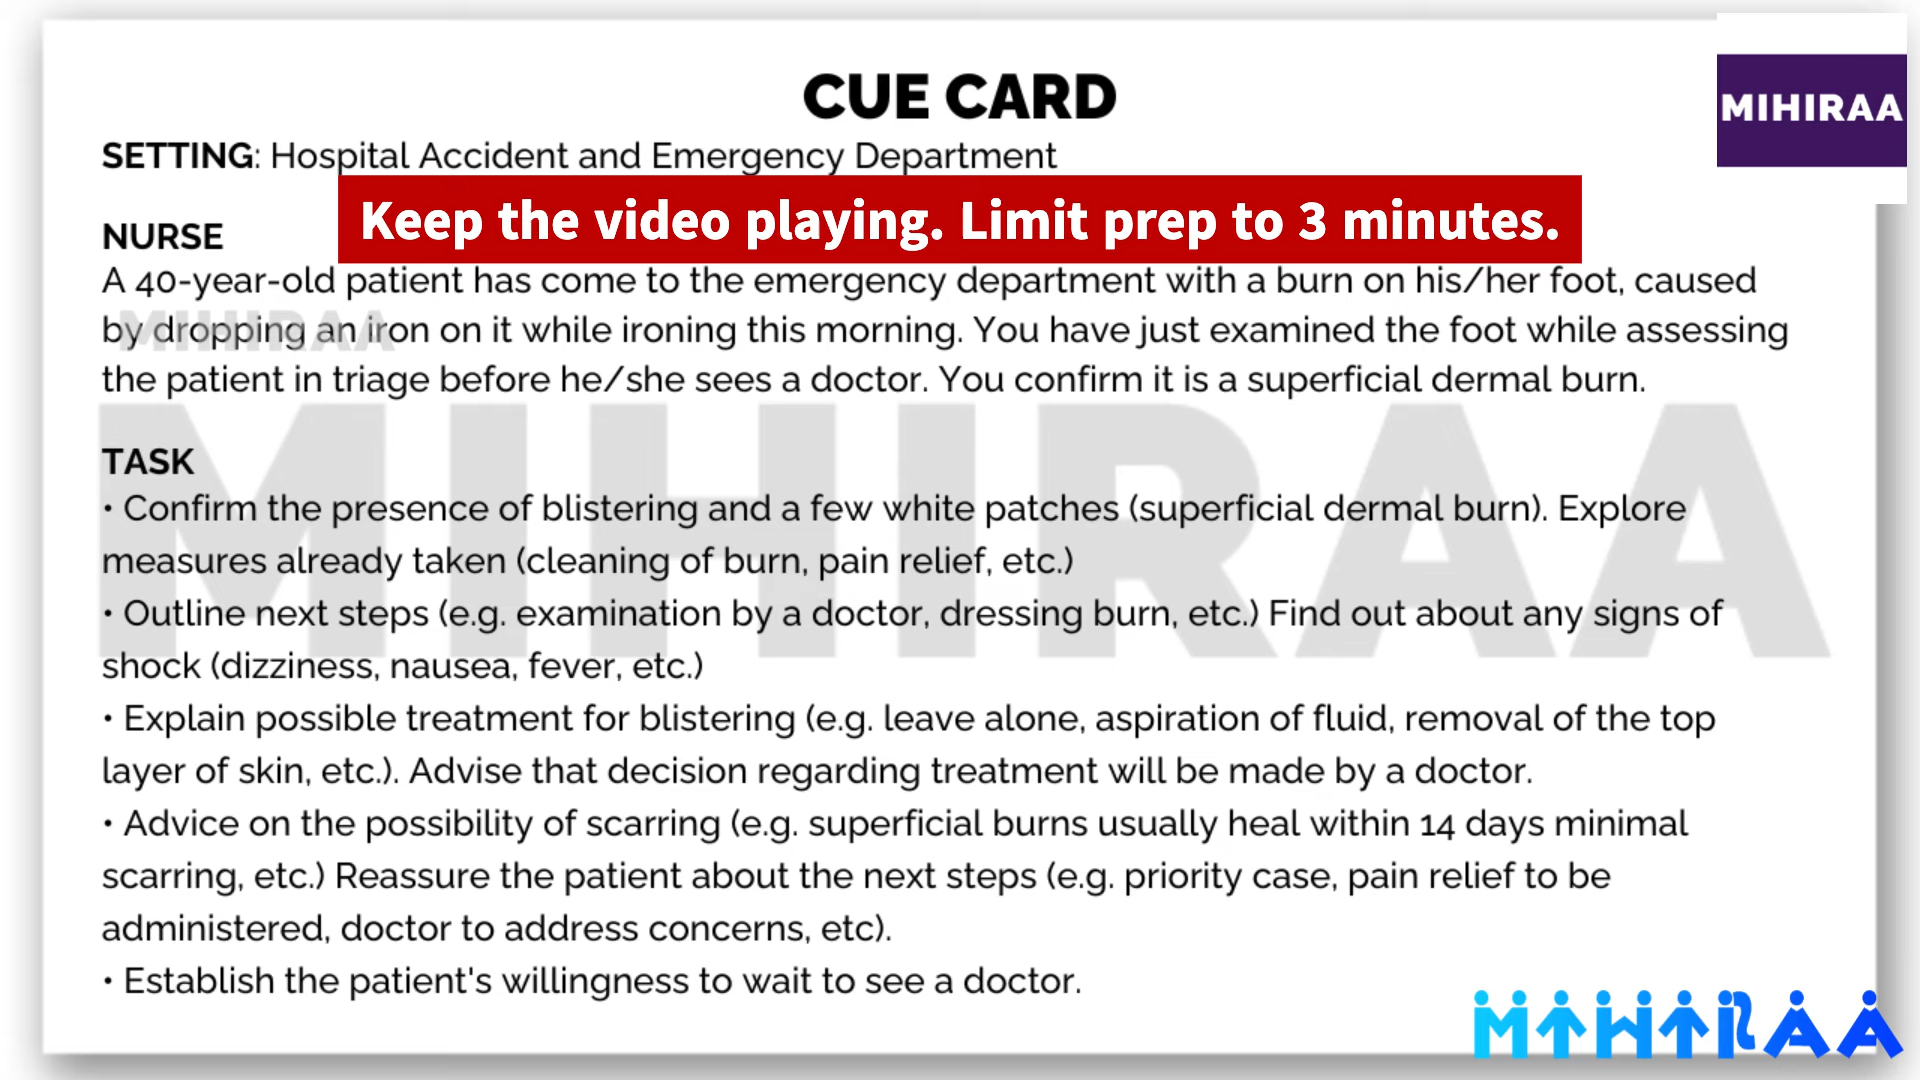 CUE CARD
MIHIRAA
SETTING: Hospital Accident and Emergency Department
Keep the video playing. Limit prep to 3 minutes.
NURSE
A 40-year-old patient has come to the emergency department with a burn on his/her foot, caused
by dropping an iron on it while ironing this morning. You have just examined the foot while assessing
MIHIRAA
the patient in triage before he/she sees a doctor. You confirm it is a superficial dermal burn.
MIHIRAA
TASK
• Confirm the presence of blistering and a few white patches (superficial dermal burn). Explore
measures already taken (cleaning of burn, pain relief, etc.)
• Outline next steps (e.g. examination by a doctor, dressing burn, etc.) Find out about any signs of
shock (dizziness, nausea, fever, etc.)
• Explain possible treatment for blistering (e.g. leave alone, aspiration of fluid, removal of the top
layer of skin, etc.). Advise that decision regarding treatment will be made by a doctor.
• Advice on the possibility of scarring (e.g. superficial burns usually heal within 14 days minimal
scarring, etc.) Reassure the patient about the next steps (e.g. priority case, pain relief to be
administered, doctor to address concerns, etc).
• Establish the patient's willingness to wait to see a doctor.
MIHIRAA